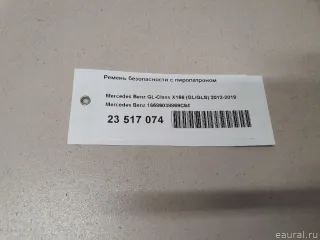 Ремень безопасности с пиропатроном
Mercedes Benz GL-Class X166 (GL/GLS) 2012-2019
Mercedes Benz
23 517 074
eaural.ru